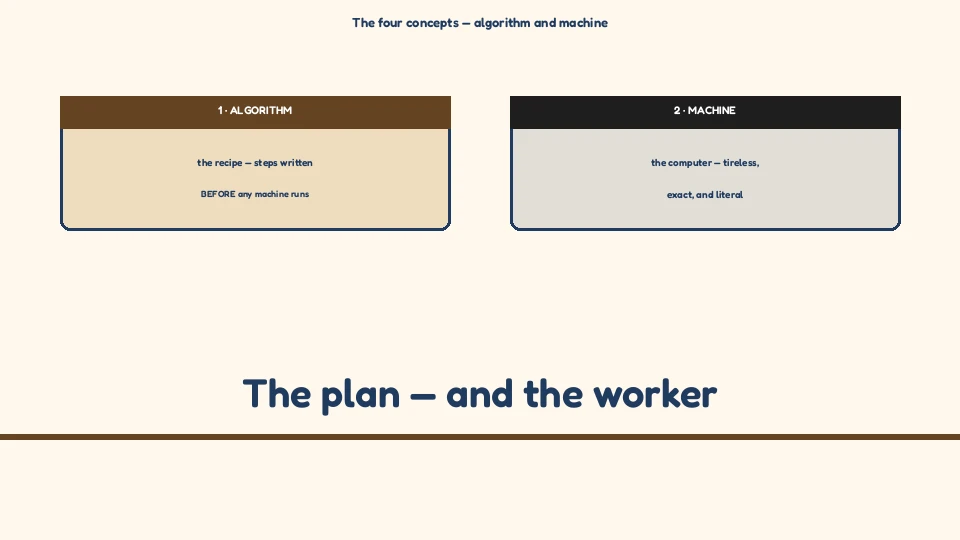 The four concepts — algorithm and machine
1 · ALGORITHM
the recipe — steps written
BEFORE any machine runs
2 · MACHINE
the computer — tireless,
exact, and literal
The plan — and the worker